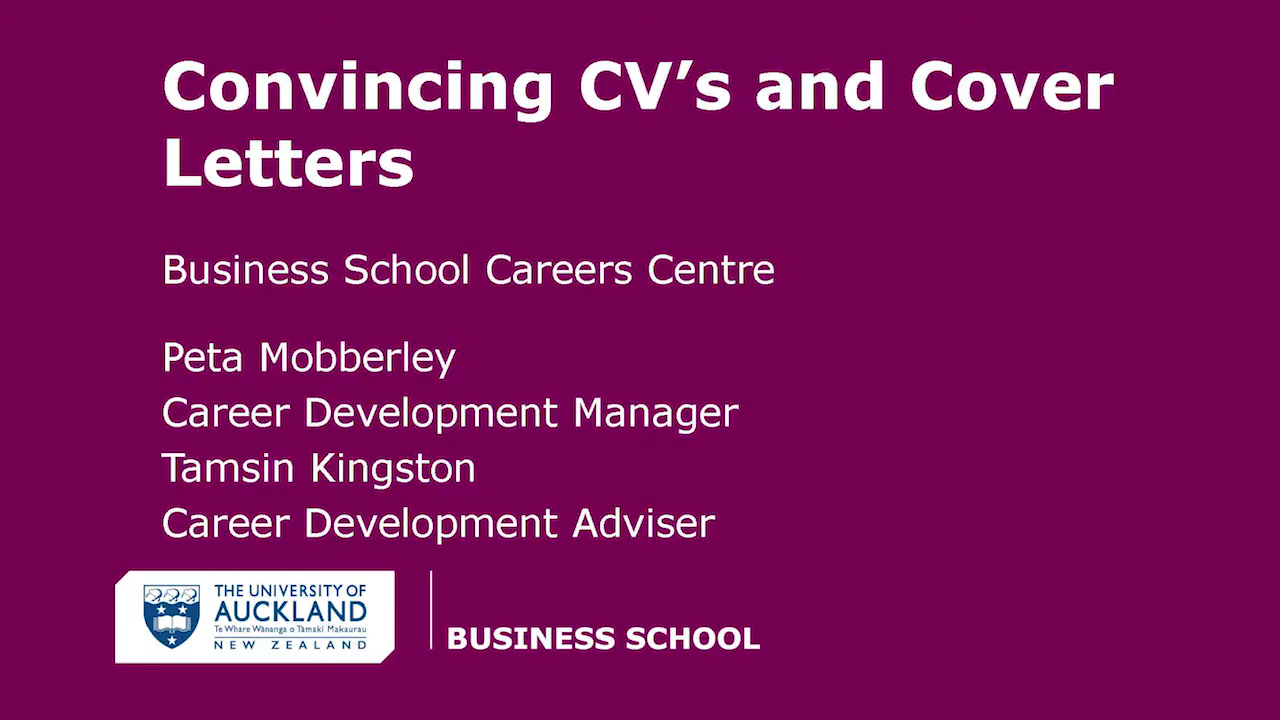 Convincing CV’s and Cover
Letters
Business School Careers Centre
Peta Mobberley
Career Development Manager
Tamsin Kingston
Career Development Adviser
THE UNIVERSITY OF
AUCKLAND
Te Whare Wānanga o Tāmaki Makaurau
NEW ZEALAND
BUSINESS SCHOOL